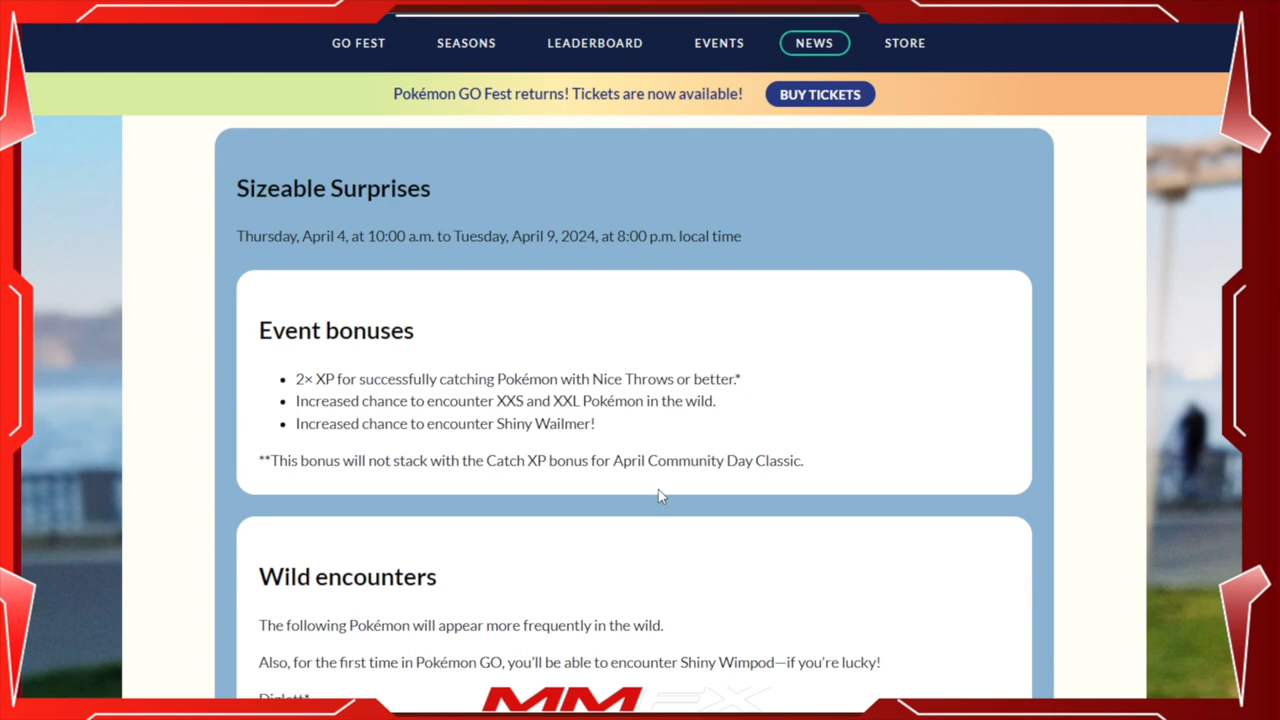 GO FEST SEASONS LEADERBOARD EVENTS NEWS STORE
Pokémon GO Fest returns! Tickets are now available! BUY TICKETS
Sizeable Surprises
Thursday, April 4, at 10:00 a.m. to Tuesday, April 9, 2024, at 8:00 p.m. local time
Event bonuses
• 2× XP for successfully catching Pokémon with Nice Throws or better.*
• Increased chance to encounter XXS and XXL Pokémon in the wild.
• Increased chance to encounter Shiny Wailmer!
**This bonus will not stack with the Catch XP bonus for April Community Day Classic.
Wild encounters
The following Pokémon will appear more frequently in the wild.
Also, for the first time in Pokémon GO, you'll be able to encounter Shiny Wimpod—if you're lucky!
Diglett*
MMFX